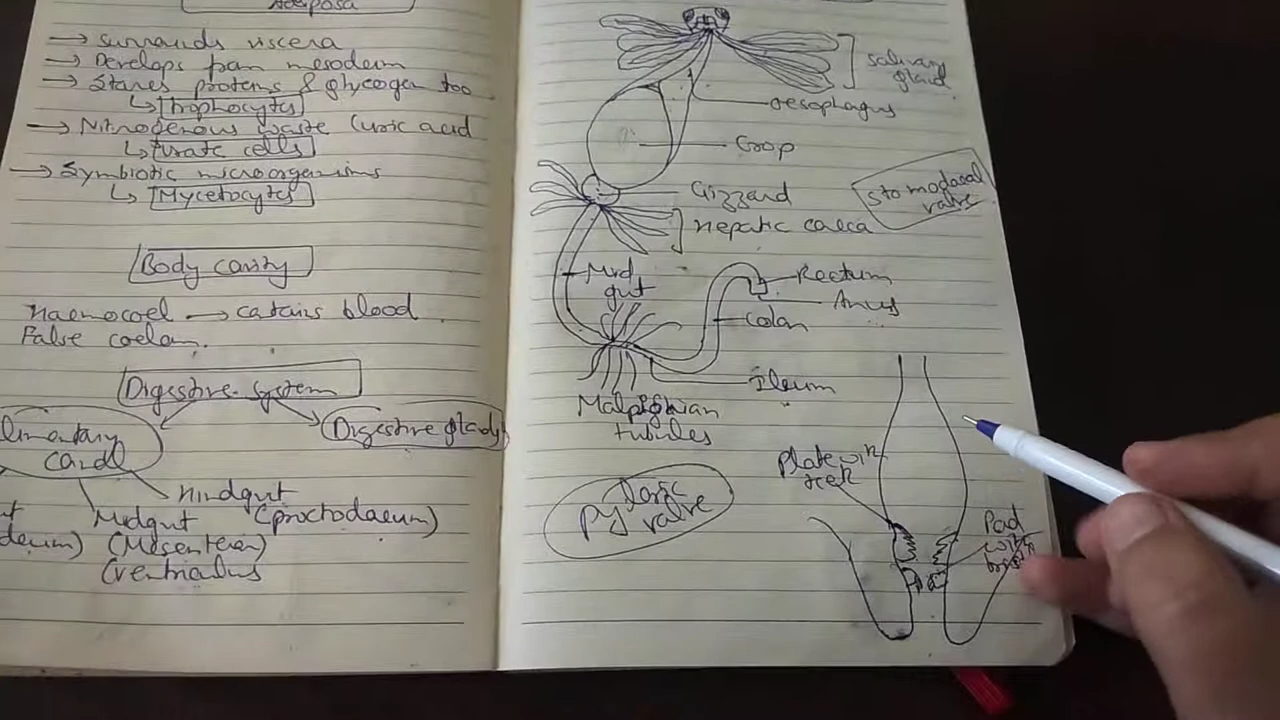 Adiposa
→ surrounds viscera
→ Develops from mesoderm
→ Stores proteins & glycogen too
↳ Trophocytes
→ Nitrogenous waste (uric acid
↳ urate cells
→ Symbiotic microorganisms
↳ Mycetocytes
Body cavity
Haemocoel → contains blood
False coelom.
Digestive system
limentary
canal
Digestive glands
Hindgut
(proctodaeum)
Midgut
(Mesenteron)
(ventriculus
daeum)
Salivary
gland
oesophagus
Crop
Stomodaeal
valve
Gizzard
Hepatic caeca
Mid
gut
Rectum
Anus
Colon
Ileum
Malpighian
tubules
Pyloric
valve
Plate with
teeth
Pad
with